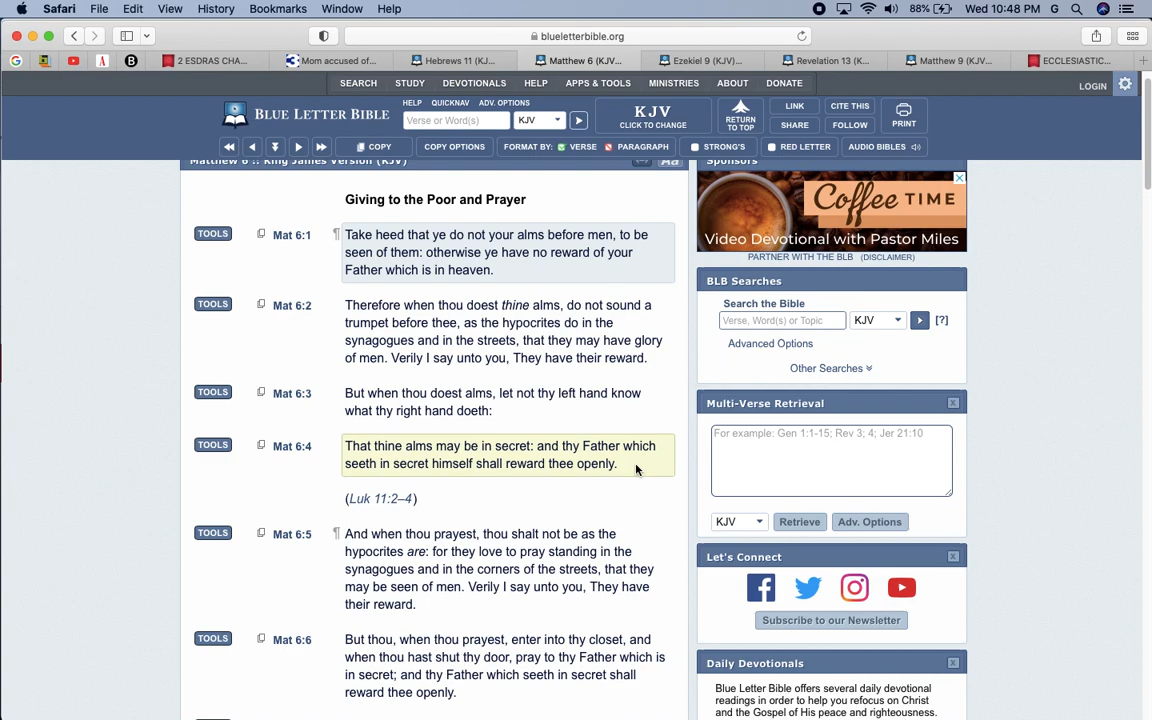 Safari File Edit View History Bookmarks Window Help 88% Wed 10:48 PM G
blueletterbible.org
2 ESDRAS CHA... Mom accused of... Hebrews 11 (KJ... Matthew 6 (KJV... Ezekiel 9 (KJV)... Revelation 13 (K... Matthew 9 (KJV... ECCLESIASTIC...
SEARCH STUDY DEVOTIONALS HELP APPS & TOOLS MINISTRIES ABOUT DONATE LOGIN
BLUE LETTER BIBLE
HELP QUICKNAV ADV. OPTIONS
Verse or Word(s) KJV
KJV
CLICK TO CHANGE
RETURN
TO TOP
LINK CITE THIS
SHARE FOLLOW
PRINT
COPY COPY OPTIONS FORMAT BY: VERSE PARAGRAPH STRONG'S RED LETTER AUDIO BIBLES
Matthew 6 :: King James Version (KJV)
Giving to the Poor and Prayer
TOOLS Mat 6:1 ¶ Take heed that ye do not your alms before men, to be
seen of them: otherwise ye have no reward of your
Father which is in heaven.
TOOLS Mat 6:2 Therefore when thou doest thine alms, do not sound a
trumpet before thee, as the hypocrites do in the
synagogues and in the streets, that they may have glory
of men. Verily I say unto you, They have their reward.
TOOLS Mat 6:3 But when thou doest alms, let not thy left hand know
what thy right hand doeth:
TOOLS Mat 6:4 That thine alms may be in secret: and thy Father which
seeth in secret himself shall reward thee openly.
(Luk 11:2–4)
TOOLS Mat 6:5 ¶ And when thou prayest, thou shalt not be as the
hypocrites are: for they love to pray standing in the
synagogues and in the corners of the streets, that they
may be seen of men. Verily I say unto you, They have
their reward.
TOOLS Mat 6:6 But thou, when thou prayest, enter into thy closet, and
when thou hast shut thy door, pray to thy Father which is
in secret; and thy Father which seeth in secret shall
reward thee openly.
Sponsors
Coffee TIME
Video Devotional with Pastor Miles
PARTNER WITH THE BLB (DISCLAIMER)
BLB Searches
Search the Bible
Verse, Word(s) or Topic KJV [?]
Advanced Options
Other Searches
Multi-Verse Retrieval x
For example: Gen 1:1-15; Rev 3; 4; Jer 21:10
KJV Retrieve Adv. Options
Let's Connect x
Subscribe to our Newsletter
Daily Devotionals x
Blue Letter Bible offers several daily devotional
readings in order to help you refocus on Christ
and the Gospel of His peace and righteousness.